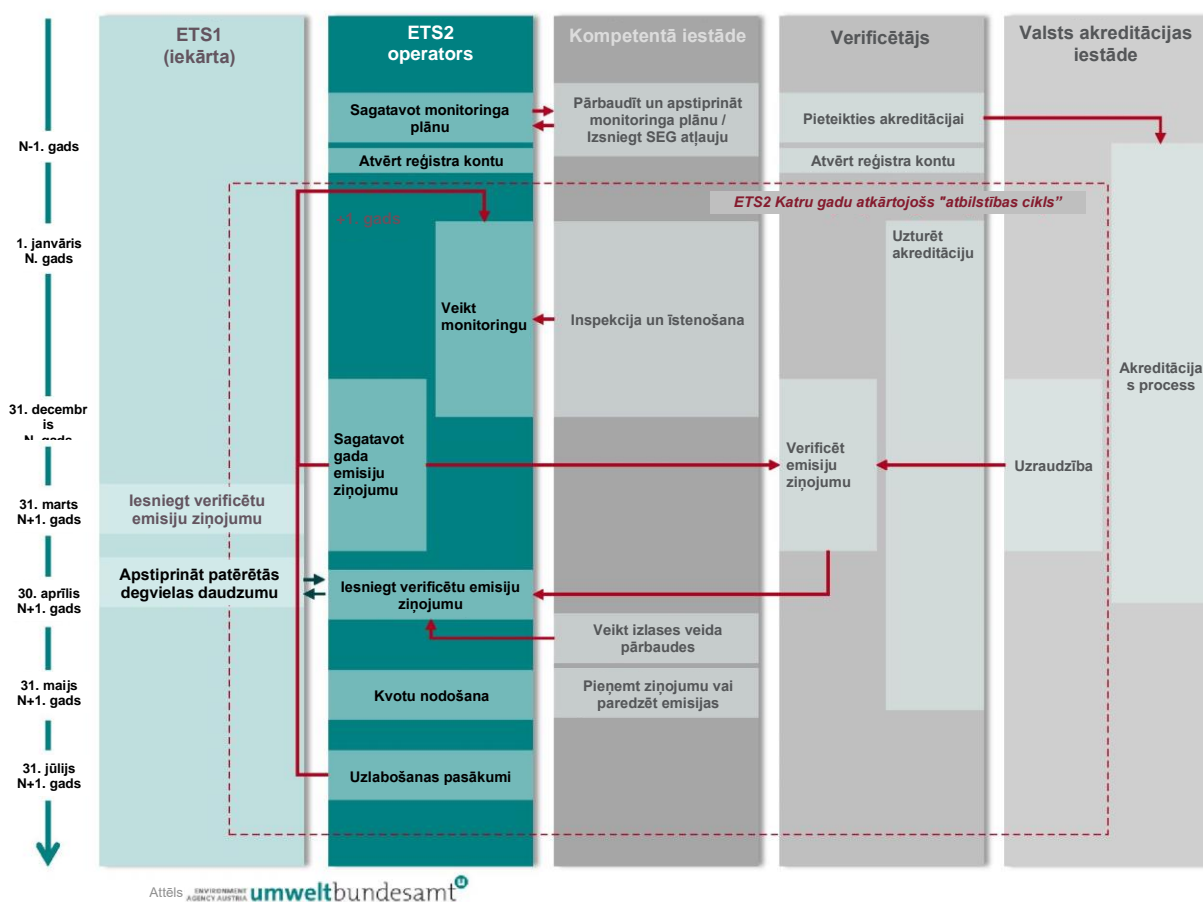 ETS1
(iekārta)
ETS2
operators
Kompetentā iestāde
Verificētājs
Valsts akreditācijas
iestāde
N-1. gads
Sagatavot monitoringa
plānu
Pārbaudīt un apstiprināt
monitoringa plānu /
Izsniegt SEG atļauju
Pieteikties akreditācijai
Atvērt reģistra kontu
Atvērt reģistra kontu
ETS2 Katru gadu atkārtojošs "atbilstības cikls”
+1. gads
1. janvāris
N. gads
Uzturēt
akreditāciju
Veikt
monitoringu
Inspekcija un īstenošana
Akreditācija
s process
31. decembr
is
N. gads
Sagatavot
gada
emisiju
ziņojumu
Verificēt
emisiju
ziņojumu
Uzraudzība
31. marts
N+1. gads
Iesniegt verificētu
emisiju ziņojumu
Apstiprināt patērētās
degvielas daudzumu
Iesniegt verificētu emisiju
ziņojumu
30. aprīlis
N+1. gads
Veikt izlases veida
pārbaudes
31. maijs
N+1. gads
Kvotu nodošana
Pieņemt ziņojumu vai
paredzēt emisijas
31. jūlijs
N+1. gads
Uzlabošanas pasākumi
Attēls ENVIRONMENT AGENCY AUSTRIA umweltbundesamt u